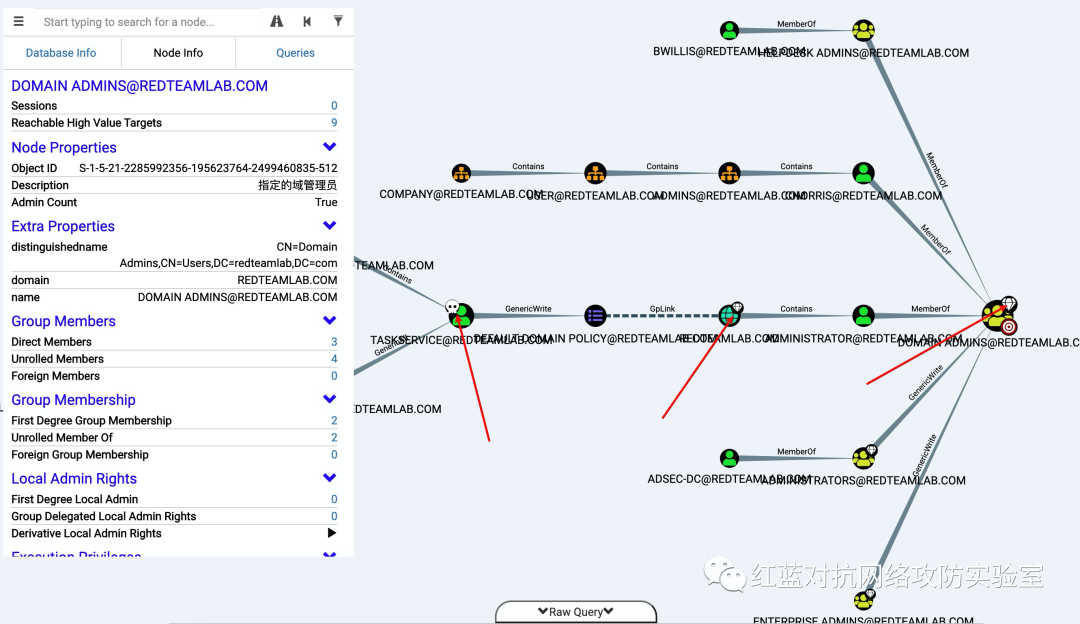 Start typing to search for a node...
Database Info
Node Info
Queries
DOMAIN ADMINS@REDTEAMLAB.COM
Sessions 0
Reachable High Value Targets 9
Node Properties
Object ID S-1-5-21-2285992356-195623764-2499460835-512
Description 指定的域管理员
Admin Count True
Extra Properties
distinguishedname CN=Domain
Admins,CN=Users,DC=redteamlab,DC=com
domain REDTEAMLAB.COM
name DOMAIN ADMINS@REDTEAMLAB.COM
Group Members
Direct Members 3
Unrolled Members 4
Foreign Members 0
Group Membership
First Degree Group Membership 2
Unrolled Member Of 2
Foreign Group Membership 0
Local Admin Rights
First Degree Local Admin 0
Group Delegated Local Admin Rights 0
Derivative Local Admin Rights
Execution Privileges
MemberOf
BWILLIS@REDTEAMLAB.COM
HELPDESK ADMINS@REDTEAMLAB.COM
MemberOf
Contains
Contains
Contains
COMPANY@REDTEAMLAB.COM
USER@REDTEAMLAB.COM
ADMINS@REDTEAMLAB.COM
CMORRIS@REDTEAMLAB.COM
MemberOf
TEAMLAB.COM
Contains
GenericWrite
GpLink
Contains
MemberOf
TASKSERVICE@REDTEAMLAB.COM
DEFAULT DOMAIN POLICY@REDTEAMLAB.COM
REDTEAMLAB.COM
ADMINISTRATOR@REDTEAMLAB.COM
DOMAIN ADMINS@REDTEAMLAB.C
GenericWrite
DTEAMLAB.COM
GenericWrite
MemberOf
ADSEC-DC@REDTEAMLAB.COM
ADMINISTRATORS@REDTEAMLAB.COM
ENTERPRISE ADMINS@REDTEAMLAB.COM
Raw Query
红蓝对抗网络攻防实验室